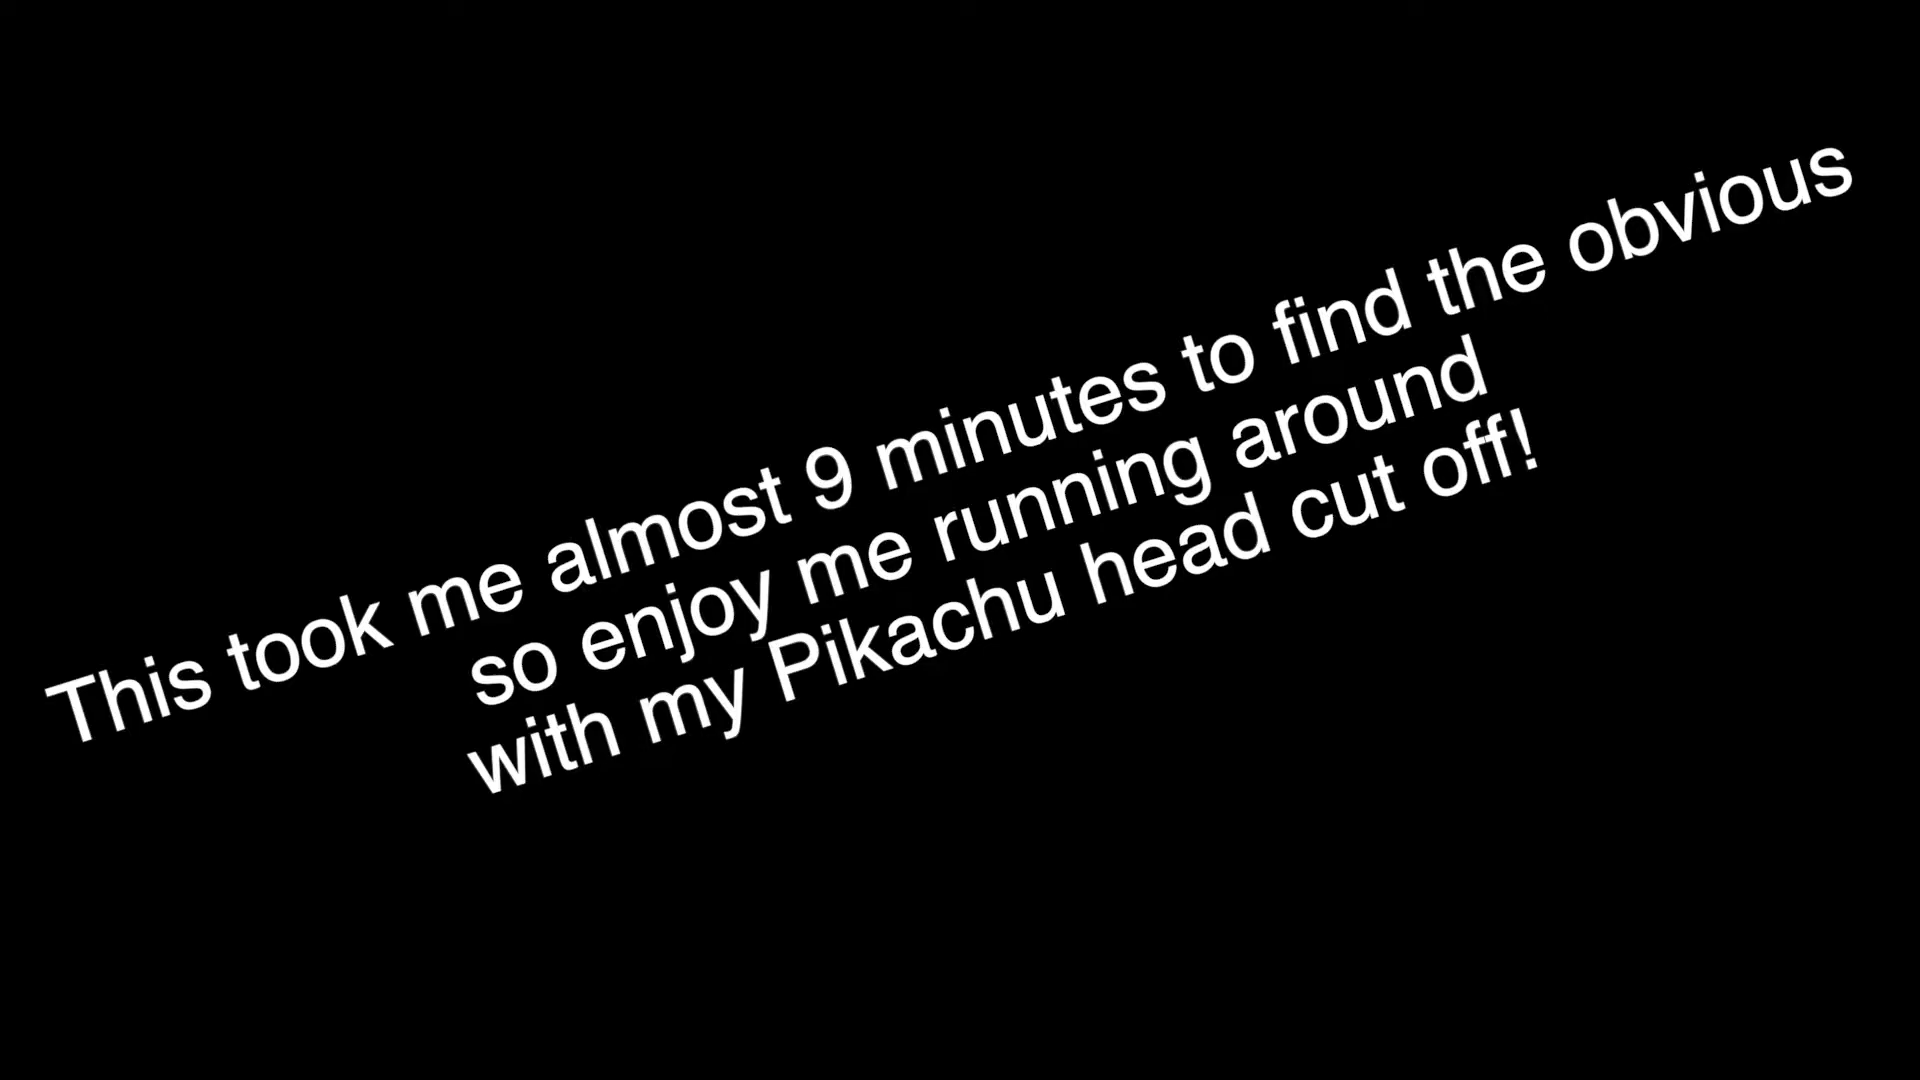 This took me almost 9 minutes to find the obvious
so enjoy me running around
with my Pikachu head cut off!